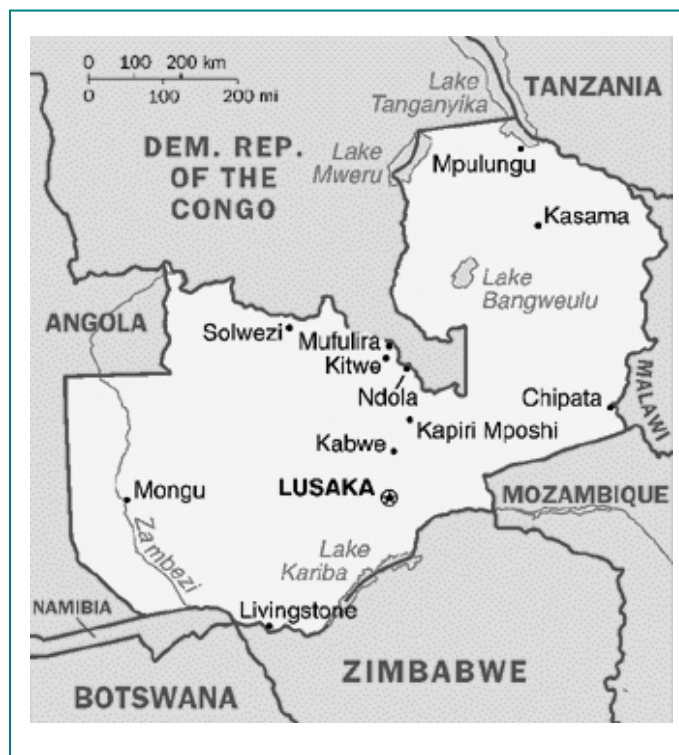 0 100 200 km
0 100 200 mi
Lake
Tanganyika
TANZANIA
DEM. REP.
OF THE
CONGO
Lake
Mweru
Mpulungu
Kasama
Lake
Bangweulu
ANGOLA
Solwezi
Mufulira
Kitwe
Ndola
Chipata
MALAWI
Kapiri Mposhi
Kabwe
LUSAKA
Mongu
MOZAMBIQUE
Zambezi
Lake
Kariba
NAMIBIA
Livingstone
ZIMBABWE
BOTSWANA